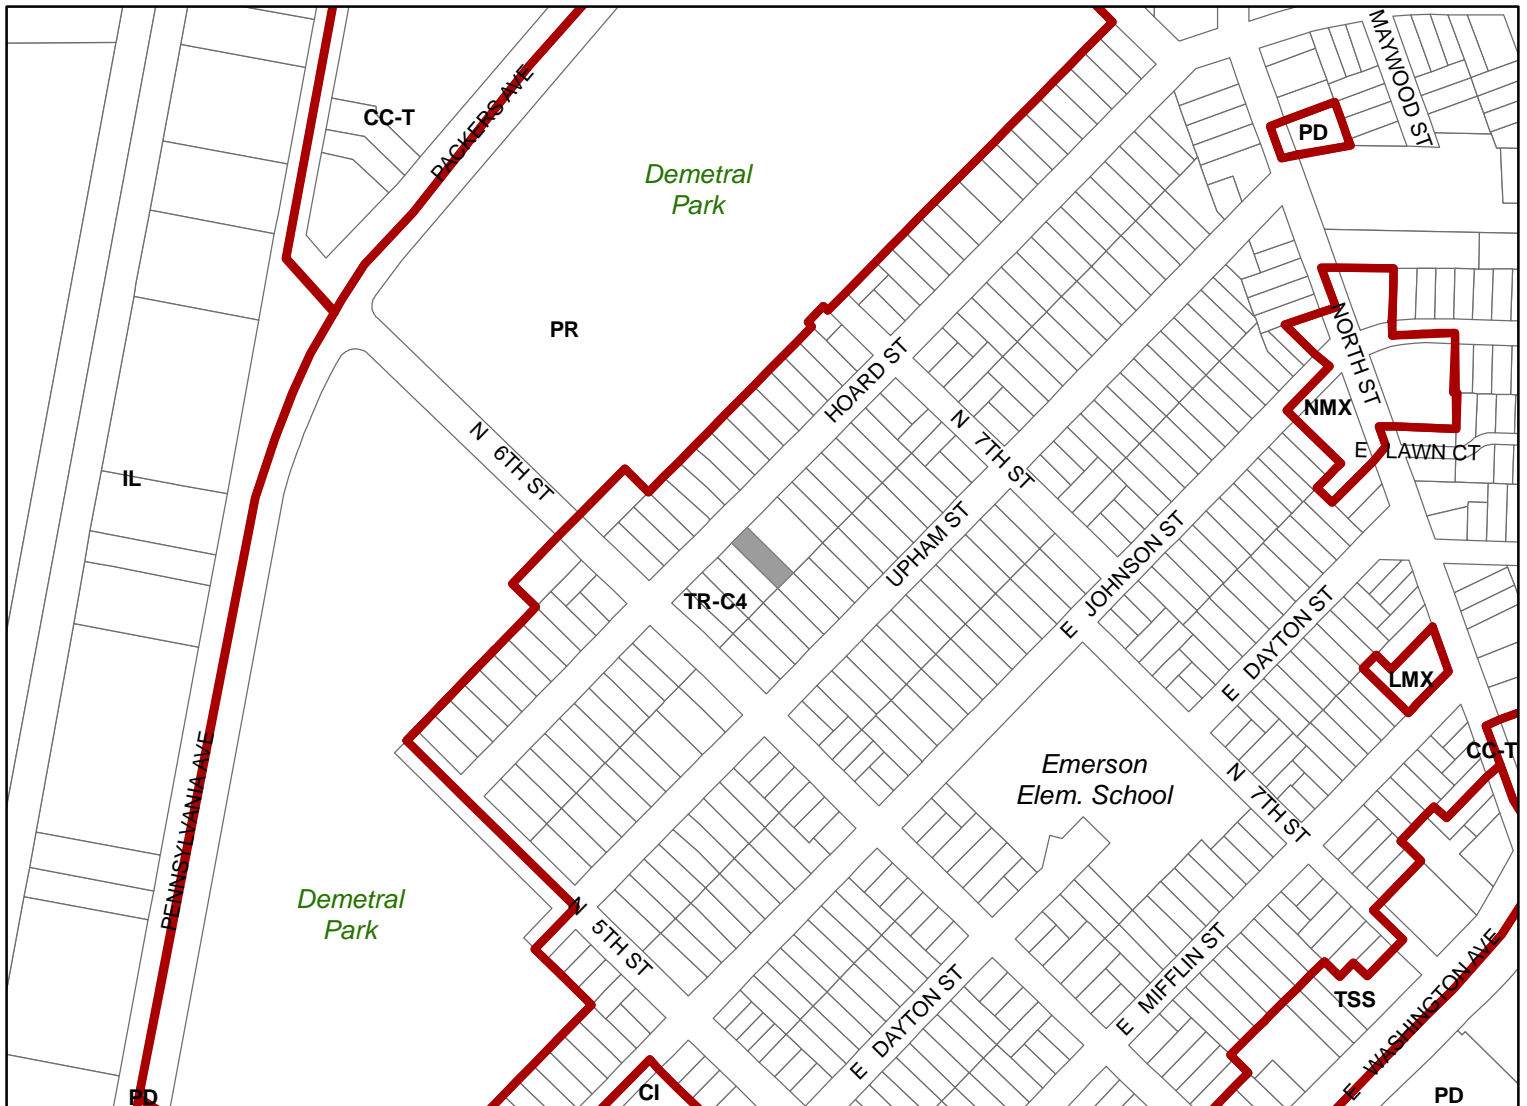 MAYWOOD ST
CC-T
PACKERS AVE
PD
Demetral
Park
PR
NORTH ST
HOARD ST
NMX
N 7TH ST
E LAWN CT
N 6TH ST
IL
UPHAM ST
E JOHNSON ST
TR-C4
E DAYTON ST
LMX
CC-T
Emerson
Elem. School
N 7TH ST
PENNSYLVANIA AVE
Demetral
Park
N 5TH ST
E MIFFLIN ST
E DAYTON ST
TSS
E WASHINGTON AVE
PD
CI
PD